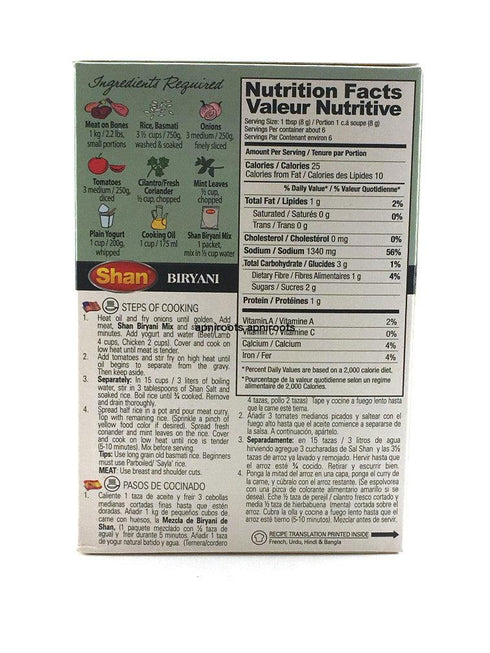 Ingredients Required
Meat on Bones
1 kg / 2.2 lbs,
small portions
Rice, Basmati
3 ½ cups / 750g,
washed & soaked
Onions
3 medium / 250g,
finely sliced
Tomatoes
3 medium / 250g,
diced
Cilantro/Fresh
Coriander
½ cup, chopped
Mint Leaves
½ cup,
chopped
Plain Yogurt
1 cup / 200g,
whipped
Cooking Oil
1 cup / 175 ml
Shan Biryani Mix
1 packet,
mix in ½ cup water
Shan BIRYANI
STEPS OF COOKING
1. Heat oil and fry onions until golden. Add
meat, Shan Biryani Mix and
minutes. Add yogurt and water (Beef/Lamb
4 cups, Chicken 2 cups). Cover and cook on
low heat until meat is tender.
2. Add tomatoes and stir fry on high heat until
oil begins to separate from the gravy.
Then keep aside.
3. Separately: In 15 cups / 3 liters of boiling
water, stir in 3 tablespoons of Shan Salt and
soaked rice. Boil rice until ¾ cooked. Remove
and drain thoroughly.
4. Spread half rice in a pot and pour meat curry.
Top with remaining rice. (Sprinkle a pinch of
yellow food color if desired). Spread fresh
coriander and mint leaves on the rice. Cover
and cook on low heat until rice is tender
(5-10 minutes). Mix before serving.
Tips: Use long grain old basmati rice. Beginners
must use Parboiled/ 'Sayla' rice.
MEAT: Use breast and shoulder cuts.
PASOS DE COCINADO
1. Caliente 1 taza de aceite y freír 3 cebollas
medianas cortadas finas hasta que estén
doradas. Añadir 1 kg de pequeños cubos de
carne con huesos, la Mezcla de Biryani de
Shan, (1 paquete mezclado con ½ taza de
agua) y freír durante 5 minutos. Añadir 1 taza
de yogur natural batido y agua. (Ternera/cordero
Nutrition Facts
Valeur Nutritive
Serving Size: 1 tbsp (8 g) / Portion 1 c.à soupe (8 g)
Servings Per container about 6
Servings Par Contenant environ 6
Amount Per Serving / Tenure par Portion
Calories / Calories 25
Calories from Fat / Calories des Lipides 10
% Daily Value* / % Valeur Quotidienne*
Total Fat / Lipides 1 g 2%
Saturated / Saturés 0 g 0%
Trans / Trans 0 g
Cholesterol / Cholestérol 0 mg 0%
Sodium / Sodium 1340 mg 56%
Total Carbohydrate / Glucides 3 g 1%
Dietary Fibre / Fibres Alimentaires 1 g 4%
Sugars / Sucres 2 g
Protein / Protéines 1 g
Vitamin A / Vitamine A 2%
Vitamin C / Vitamine C 0%
Calcium / Calcium 4%
Iron / Fer 4%
*Percent Daily Values are based on a 2,000 calorie diet.
*Pourcentage de la valeur quotidienne selon un regime
alimentaire de 2,000 Calories.
4 tazas, pollo 2 tazas) Tape y cocine a fuego lento hasta
que la carne esté tierna.
2. Añadir 3 tomates medianos picados y saltear con el
fuego alto hasta que el aceite comience a separarse de
la salsa. Dejar a un lado.
3. Separadamente: en 15 tazas / 3 litros de agua
hirviendo agregue 3 cucharadas de Sal Shan y las 3½
tazas de arroz ya lavado y remojado. Hervir hasta que
el arroz esté ¾ cocido. Retirar y escurrir bien.
4. Ponga la mitad del arroz en una capa, ponga el curry de
la carne, y cúbralo con el arroz restante. (Se espolvorea
con una pizca de colorante alimentario amarillo si se
desea). Eche ½ taza de perejil / cilantro fresco cortado y
media ½ taza de hierbabuena (menta) cortada sobre el
arroz. Cubra la olla y cocine a fuego lento hasta que el
arroz esté tierno (5-10 minutos). Mezclar antes de servir.
RECIPE TRANSLATION PRINTED INSIDE
French, Urdu, Hindi & Bangla
apniroots apniroots